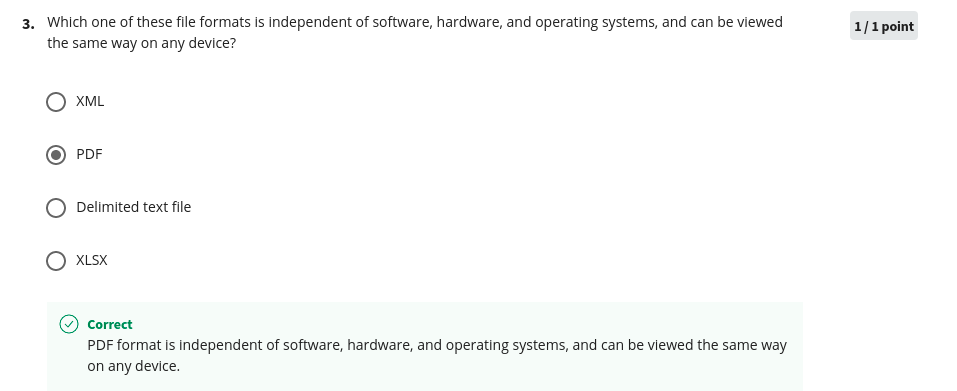 3. Which one of these file formats is independent of software, hardware, and operating systems, and can be viewed
the same way on any device?
1 / 1 point
XML
PDF
Delimited text file
XLSX
Correct
PDF format is independent of software, hardware, and operating systems, and can be viewed the same way
on any device.